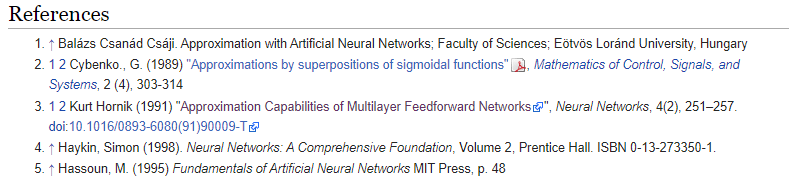 References
1. ↑ Balázs Csanád Csáji. Approximation with Artificial Neural Networks; Faculty of Sciences; Eötvös Loránd University, Hungary
2. 1 2 Cybenko., G. (1989) "Approximations by superpositions of sigmoidal functions" , Mathematics of Control, Signals, and
Systems, 2 (4), 303-314
3. 1 2 Kurt Hornik (1991) "Approximation Capabilities of Multilayer Feedforward Networks", Neural Networks, 4(2), 251–257.
doi:10.1016/0893-6080(91)90009-T
4. ↑ Haykin, Simon (1998). Neural Networks: A Comprehensive Foundation, Volume 2, Prentice Hall. ISBN 0-13-273350-1.
5. ↑ Hassoun, M. (1995) Fundamentals of Artificial Neural Networks MIT Press, p. 48